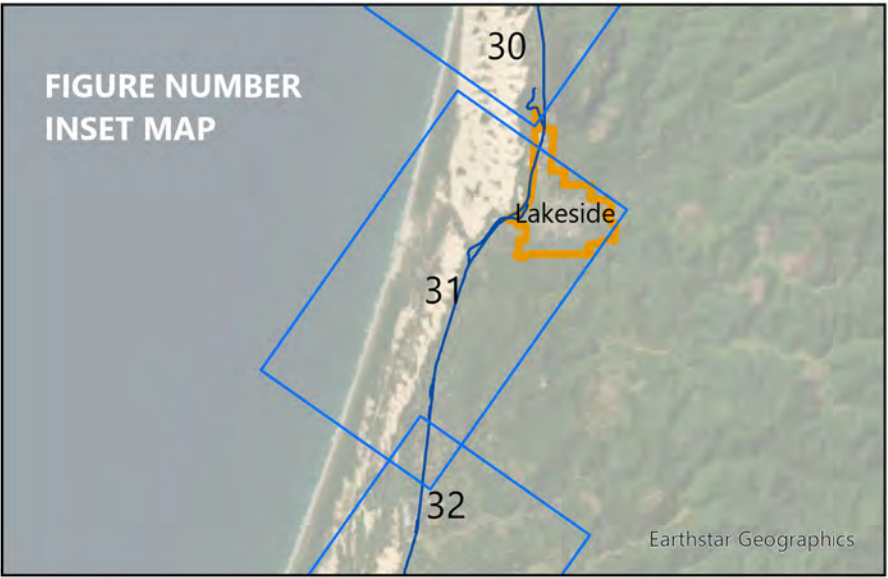 30
FIGURE NUMBER
INSET MAP
Lakeside
31
32
Earthstar Geographics